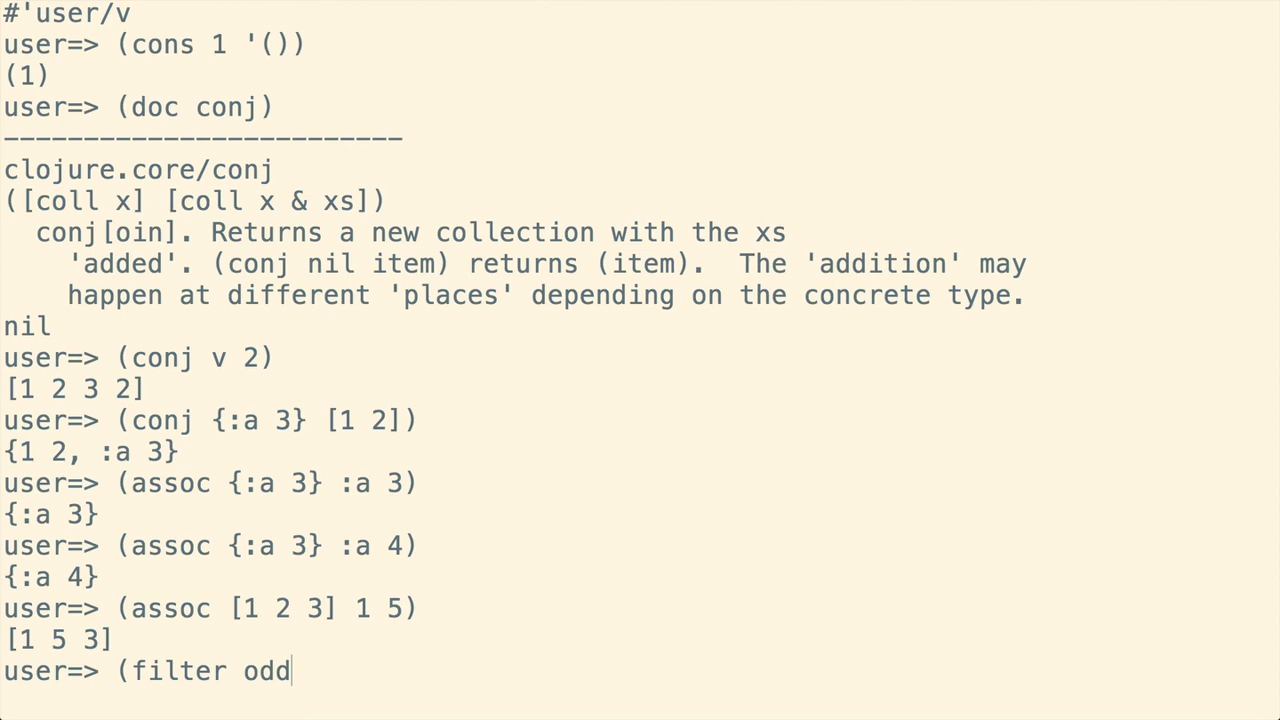 #'user/v
user=> (cons 1 '())
(1)
user=> (doc conj)
-------------------------
clojure.core/conj
([coll x] [coll x & xs])
  conj[oin]. Returns a new collection with the xs
    'added'. (conj nil item) returns (item).  The 'addition' may
    happen at different 'places' depending on the concrete type.
nil
user=> (conj v 2)
[1 2 3 2]
user=> (conj {:a 3} [1 2])
{1 2, :a 3}
user=> (assoc {:a 3} :a 3)
{:a 3}
user=> (assoc {:a 3} :a 4)
{:a 4}
user=> (assoc [1 2 3] 1 5)
[1 5 3]
user=> (filter odd